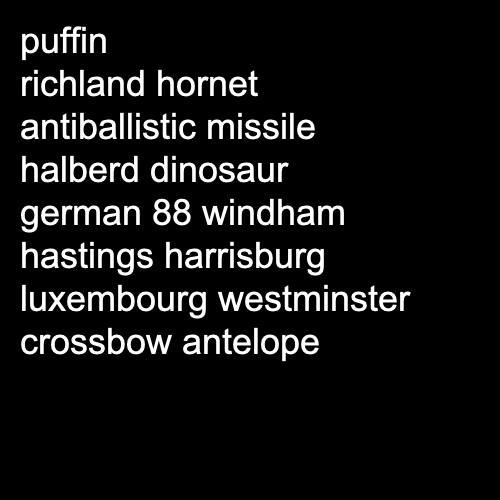 puffin
richland hornet
antiballistic missile
halberd dinosaur
german 88 windham
hastings harrisburg
luxembourg westminster
crossbow antelope